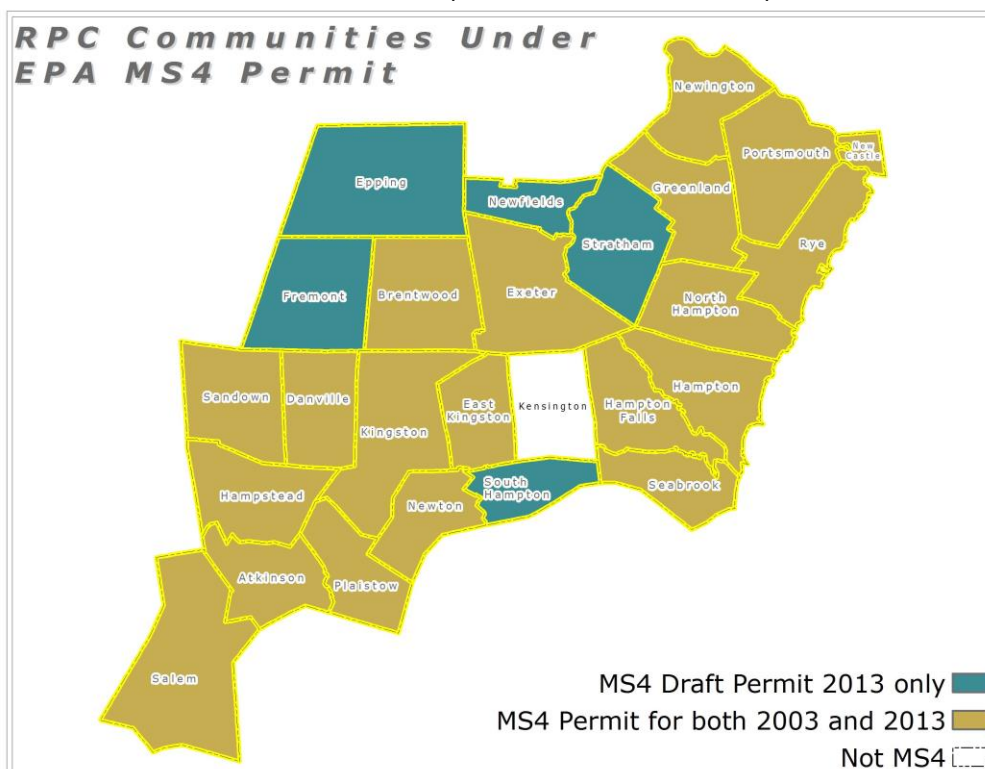 RPC Communities Under
EPA MS4 Permit
Newington
Portsmouth
New
Castle
Epping
Newfields
Greenland
Stratham
Rye
Fremont
Brentwood
Exeter
North
Hampton
Sandown
Danville
Kingston
East
Kingston
Kensington
Hampton
Falls
Hampton
Hampstead
Newton
South
Hampton
Seabrook
Atkinson
Plaistow
Salem
MS4 Draft Permit 2013 only
MS4 Permit for both 2003 and 2013
Not MS4